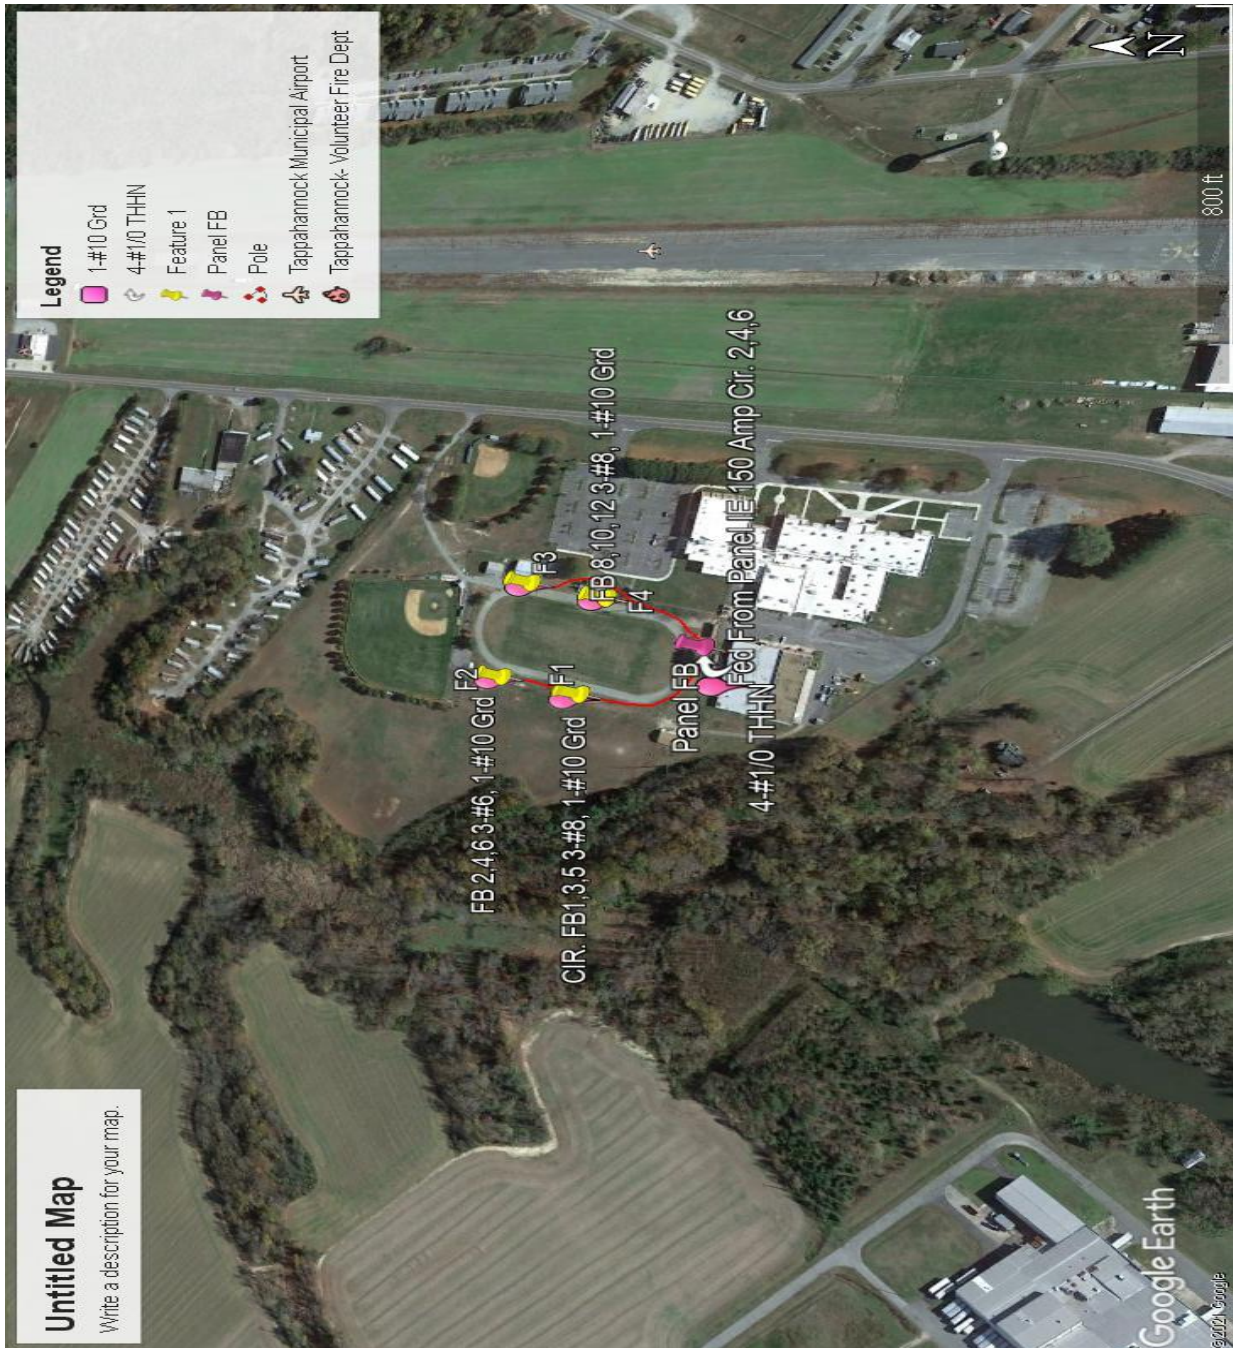 Untitled Map
Write a description for your map.
Legend
1-#10 Grd
4-#1/0 THHN
Feature 1
Panel FB
Pole
Tappahannock Municipal Airport
Tappahannock- Volunteer Fire Dept
FB 2,4,6 3-#6, 1-#10 Grd
F2
CIR. FB1,3,5 3-#8, 1-#10 Grd
F1
F3
FB 8,10,12 3-#8, 1-#10 Grd
F4
Panel FB
Fed From Panel IE 150 Amp Cir. 2,4,6
4-#1/0 THHN
Google Earth
© 2021 Google
800 ft
N